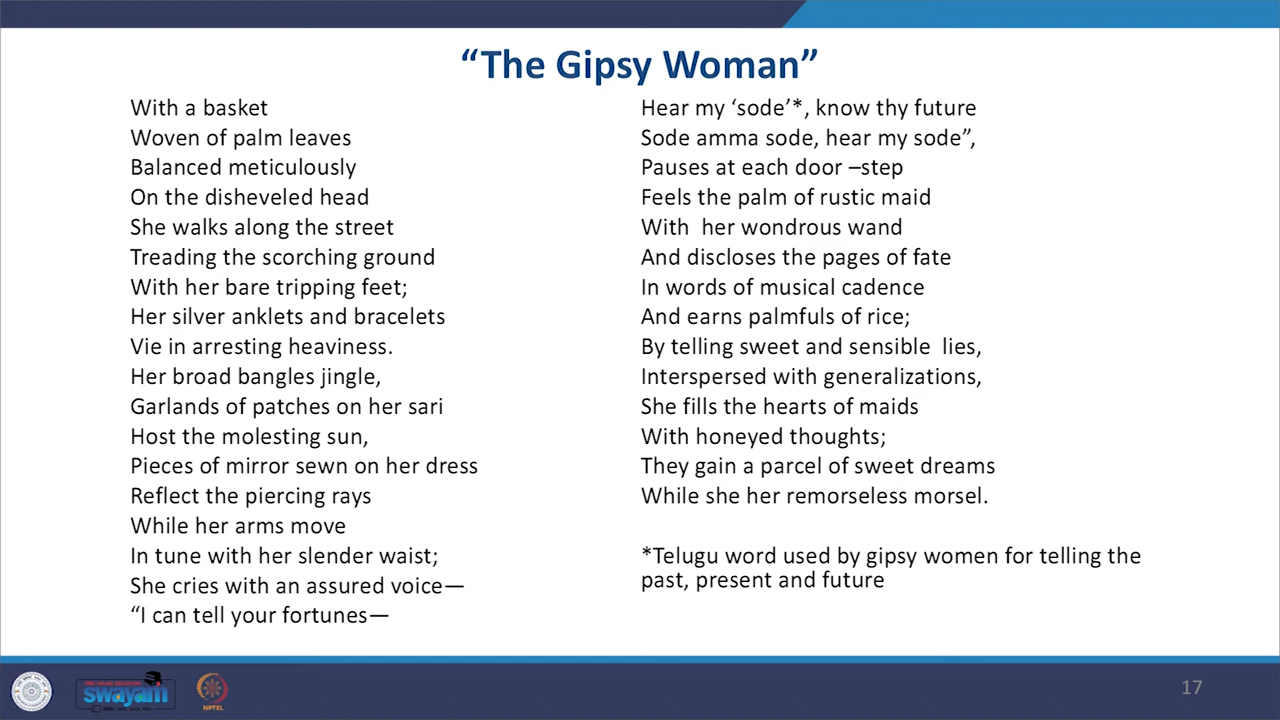 “The Gipsy Woman”
With a basket
Woven of palm leaves
Balanced meticulously
On the disheveled head
She walks along the street
Treading the scorching ground
With her bare tripping feet;
Her silver anklets and bracelets
Vie in arresting heaviness.
Her broad bangles jingle,
Garlands of patches on her sari
Host the molesting sun,
Pieces of mirror sewn on her dress
Reflect the piercing rays
While her arms move
In tune with her slender waist;
She cries with an assured voice—
“I can tell your fortunes—
Hear my ‘sode’*, know thy future
Sode amma sode, hear my sode”,
Pauses at each door –step
Feels the palm of rustic maid
With  her wondrous wand
And discloses the pages of fate
In words of musical cadence
And earns palmfuls of rice;
By telling sweet and sensible  lies,
Interspersed with generalizations,
She fills the hearts of maids
With honeyed thoughts;
They gain a parcel of sweet dreams
While she her remorseless morsel.
*Telugu word used by gipsy women for telling the
past, present and future
swayam
NPTEL
17